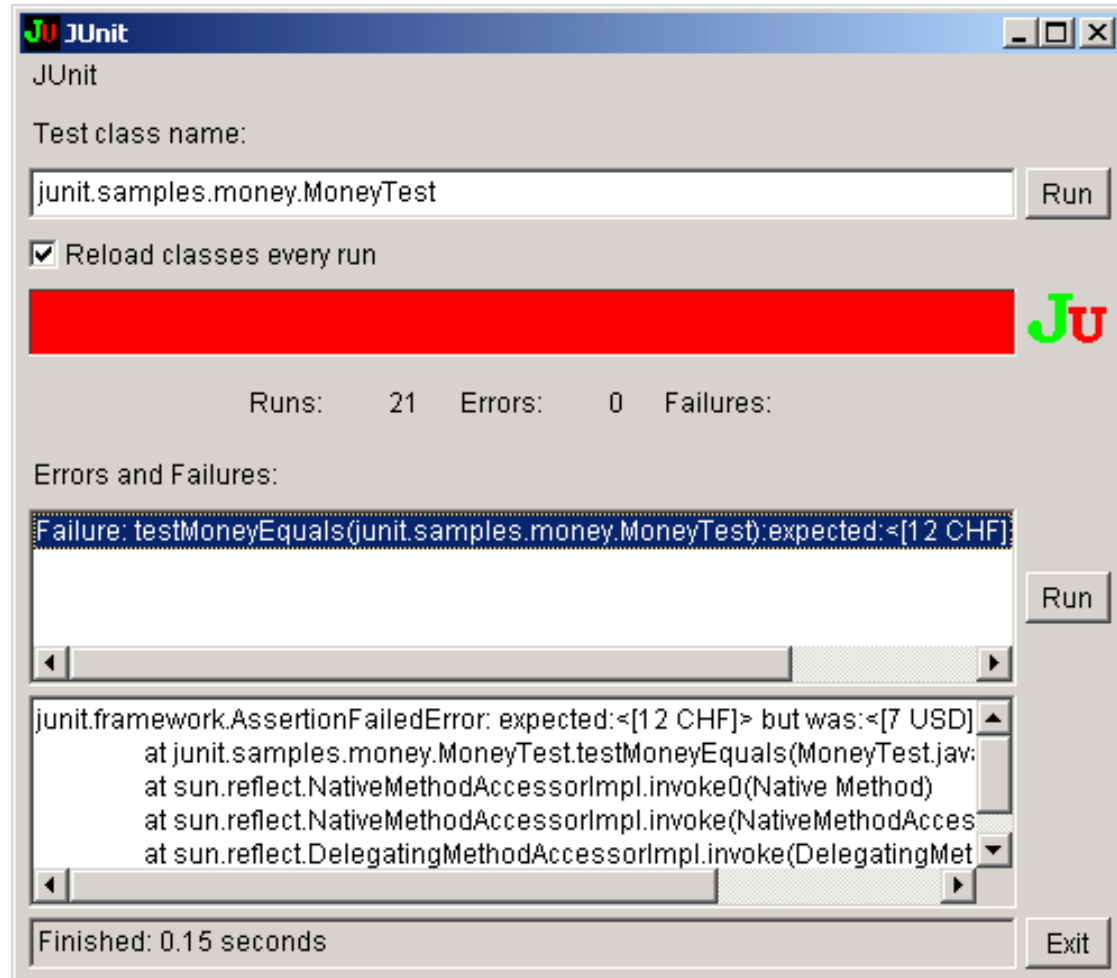 JU JUnit
JUnit
Test class name:
junit.samples.money.MoneyTest
Run
Reload classes every run
JU
Runs: 21 Errors: 0 Failures:
Errors and Failures:
Failure: testMoneyEquals(junit.samples.money.MoneyTest):expected:<[12 CHF]
Run
junit.framework.AssertionFailedError: expected:<[12 CHF]> but was:<[7 USD]
at junit.samples.money.MoneyTest.testMoneyEquals(MoneyTest.jav
at sun.reflect.NativeMethodAccessorImpl.invoke0(Native Method)
at sun.reflect.NativeMethodAccessorImpl.invoke(NativeMethodAcces
at sun.reflect.DelegatingMethodAccessorImpl.invoke(DelegatingMet
Finished: 0.15 seconds
Exit